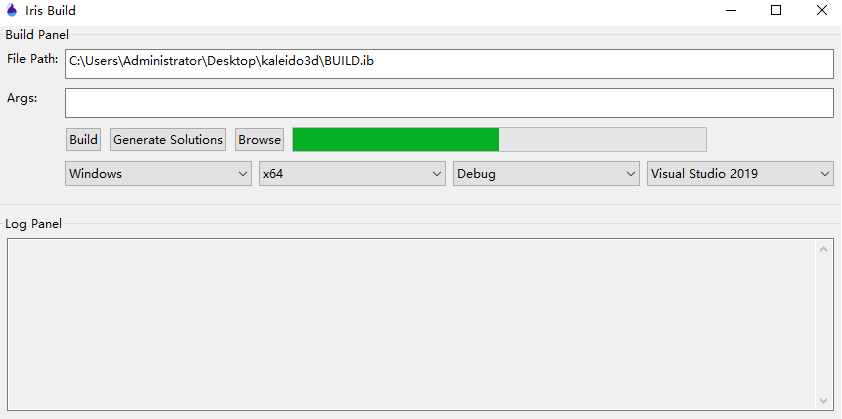 Iris Build
Build Panel
File Path: C:\Users\Administrator\Desktop\kaleido3d\BUILD.ib
Args:
Build Generate Solutions Browse
Windows x64 Debug Visual Studio 2019
Log Panel